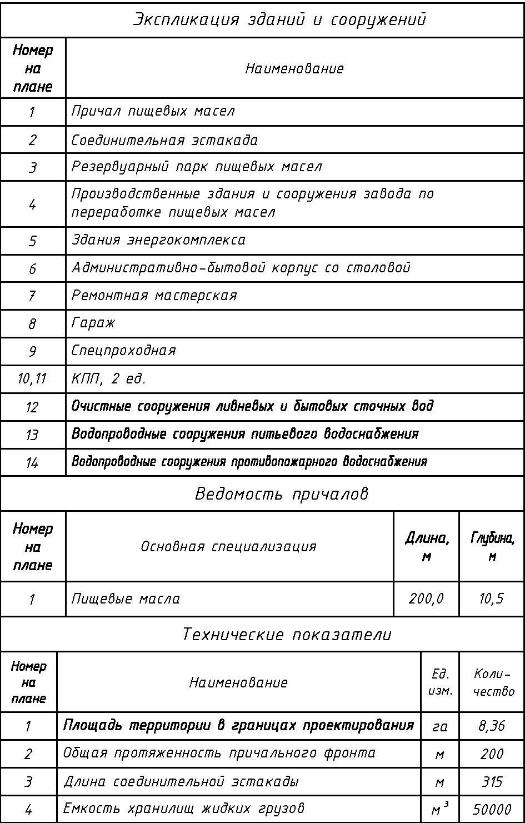 Экспликация зданий и сооружений
Номер на плане Наименование
1 Причал пищевых масел
2 Соединительная эстакада
3 Резервуарный парк пищевых масел
4 Производственные здания и сооружения завода по
переработке пищевых масел
5 Здания энергокомплекса
6 Административно-бытовой корпус со столовой
7 Ремонтная мастерская
8 Гараж
9 Спецпроходная
10,11 КПП, 2 ед.
12 Очистные сооружения ливневых и бытовых сточных вод
13 Водопроводные сооружения питьевого водоснабжения
14 Водопроводные сооружения противопожарного водоснабжения
Ведомость причалов
Номер на плане Основная специализация Длина, м Глубина, м
1 Пищевые масла 200,0 10,5
Технические показатели
Номер на плане Наименование Ед. изм. Коли-чество
1 Площадь территории в границах проектирования га 8,36
2 Общая протяженность причального фронта м 200
3 Длина соединительной эстакады м 315
4 Емкость хранилищ жидких грузов м³ 50000